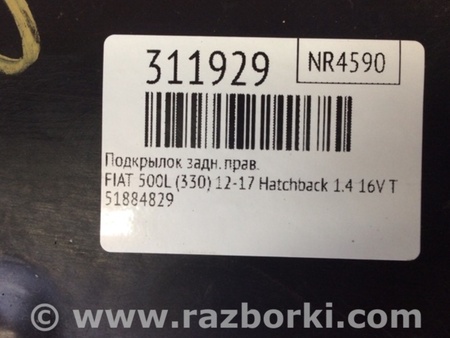 311929
NR4590
Подкрылок задн. прав.
FIAT 500L (330) 12-17 Hatchback 1.4 16V T
51884829
© www.razborki.com